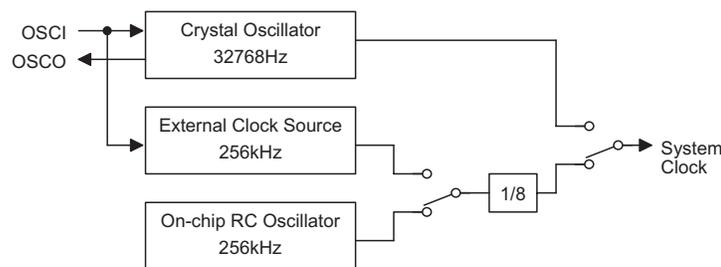 OSCI
OSCO
Crystal Oscillator
32768Hz
External Clock Source
256kHz
On-chip RC Oscillator
256kHz
1/8
System
Clock